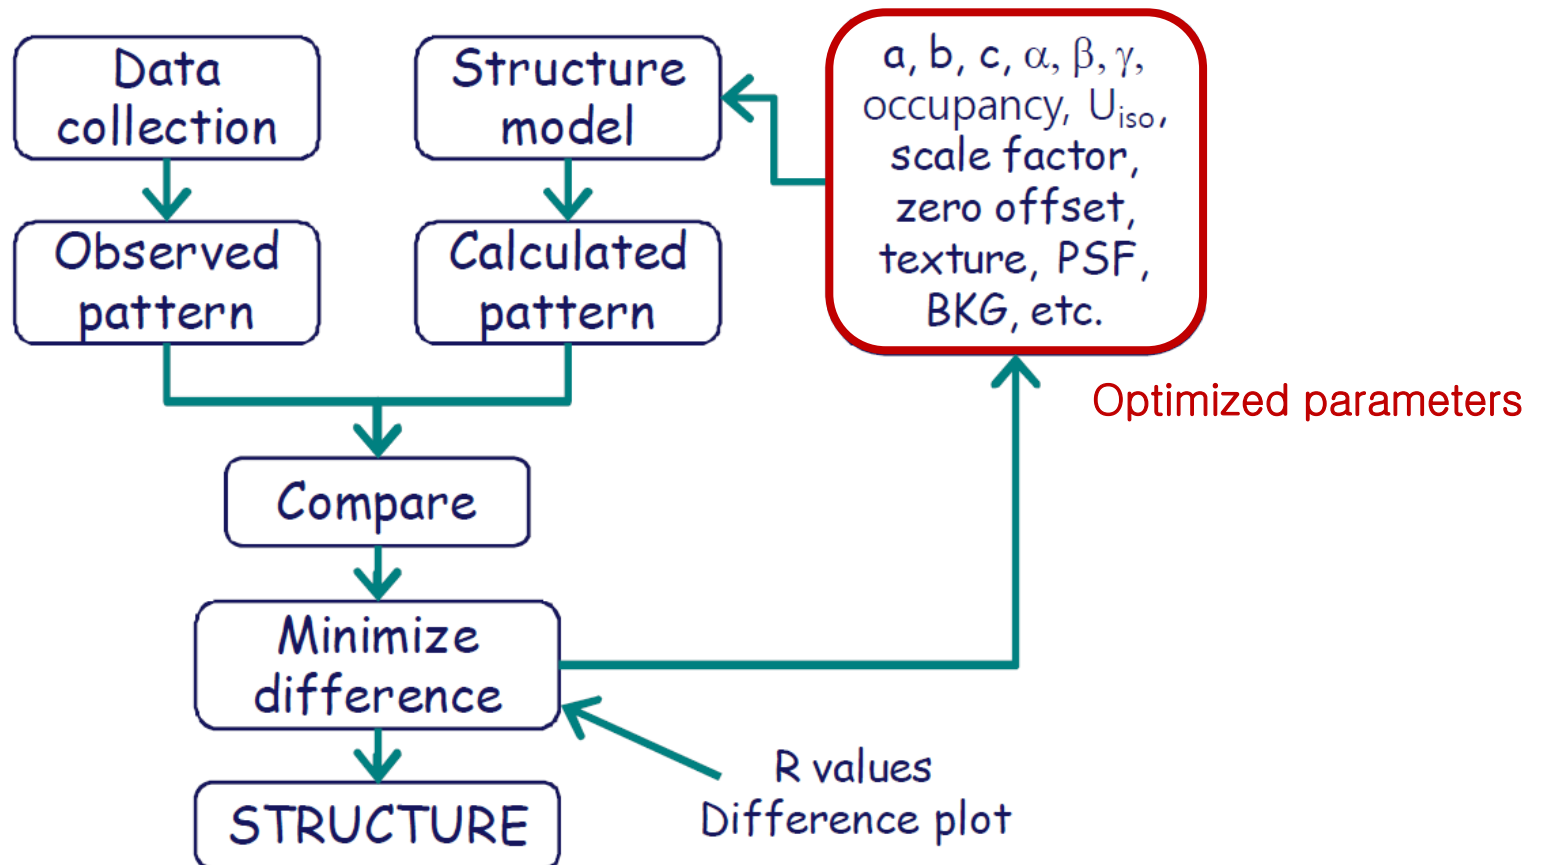 Data
collection
Structure
model
a, b, c, α, β, γ,
occupancy, Uiso,
scale factor,
zero offset,
texture, PSF,
BKG, etc.
Observed
pattern
Calculated
pattern
Optimized parameters
Compare
Minimize
difference
R values
Difference plot
STRUCTURE